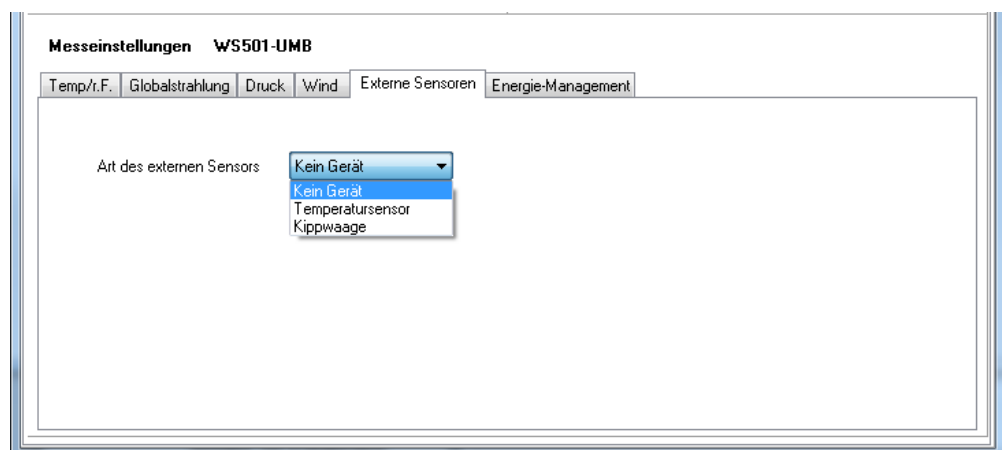 Messeinstellungen WS501-UMB
Temp/r.F. Globalstrahlung Druck Wind Externe Sensoren Energie-Management
Art des externen Sensors Kein Gerät
Kein Gerät
Temperatursensor
Kippwaage